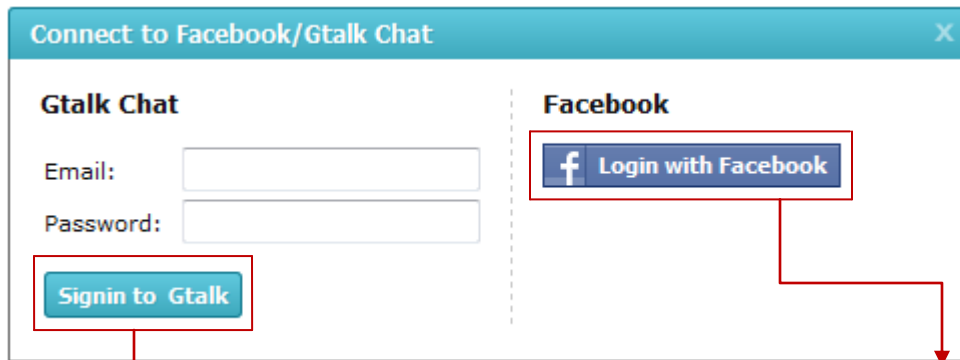 Connect to Facebook/Gtalk Chat x
Gtalk Chat
Email:
Password:
Signin to Gtalk
Facebook
f Login with Facebook